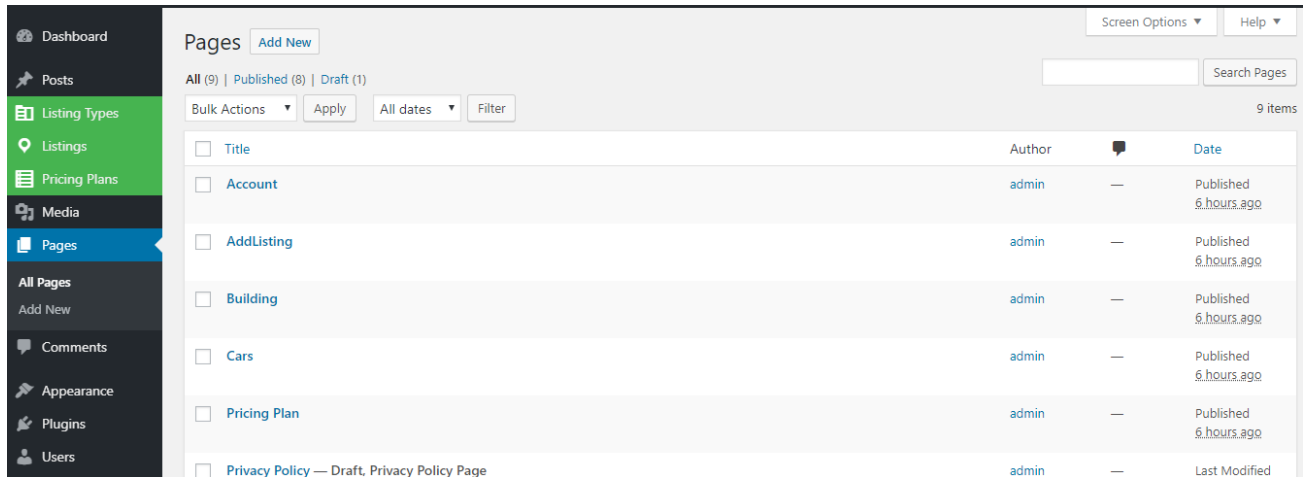 Dashboard
Posts
Listing Types
Listings
Pricing Plans
Media
Pages
All Pages
Add New
Comments
Appearance
Plugins
Users
Screen Options ▼ Help ▼
Pages Add New
All (9) | Published (8) | Draft (1)
Search Pages
Bulk Actions ▼ Apply All dates ▼ Filter 9 items
Title Author Date
Account admin — Published
6 hours ago
AddListing admin — Published
6 hours ago
Building admin — Published
6 hours ago
Cars admin — Published
6 hours ago
Pricing Plan admin — Published
6 hours ago
Privacy Policy — Draft, Privacy Policy Page admin — Last Modified